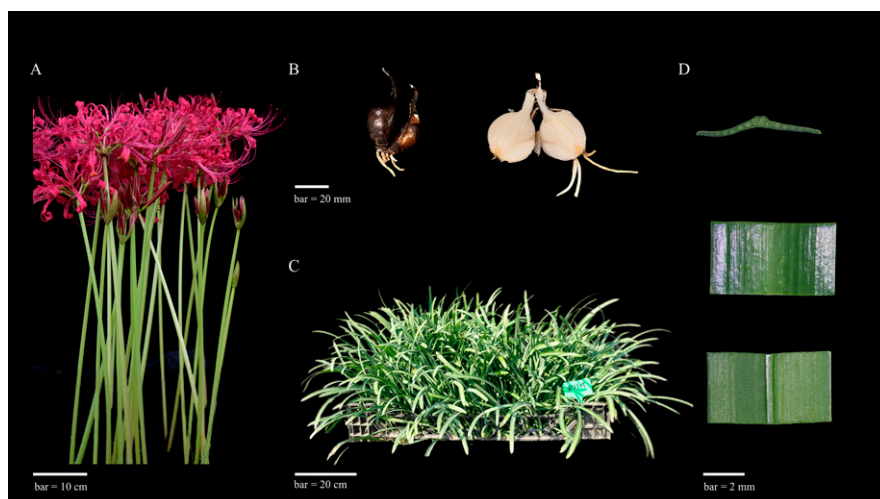 A
bar = 10 cm
B
bar = 20 mm
C
bar = 20 cm
D
bar = 2 mm